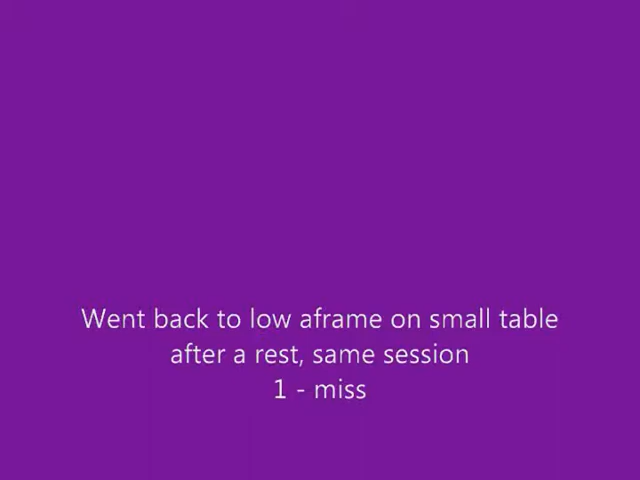 Went back to low aframe on small table
after a rest, same session
1 - miss